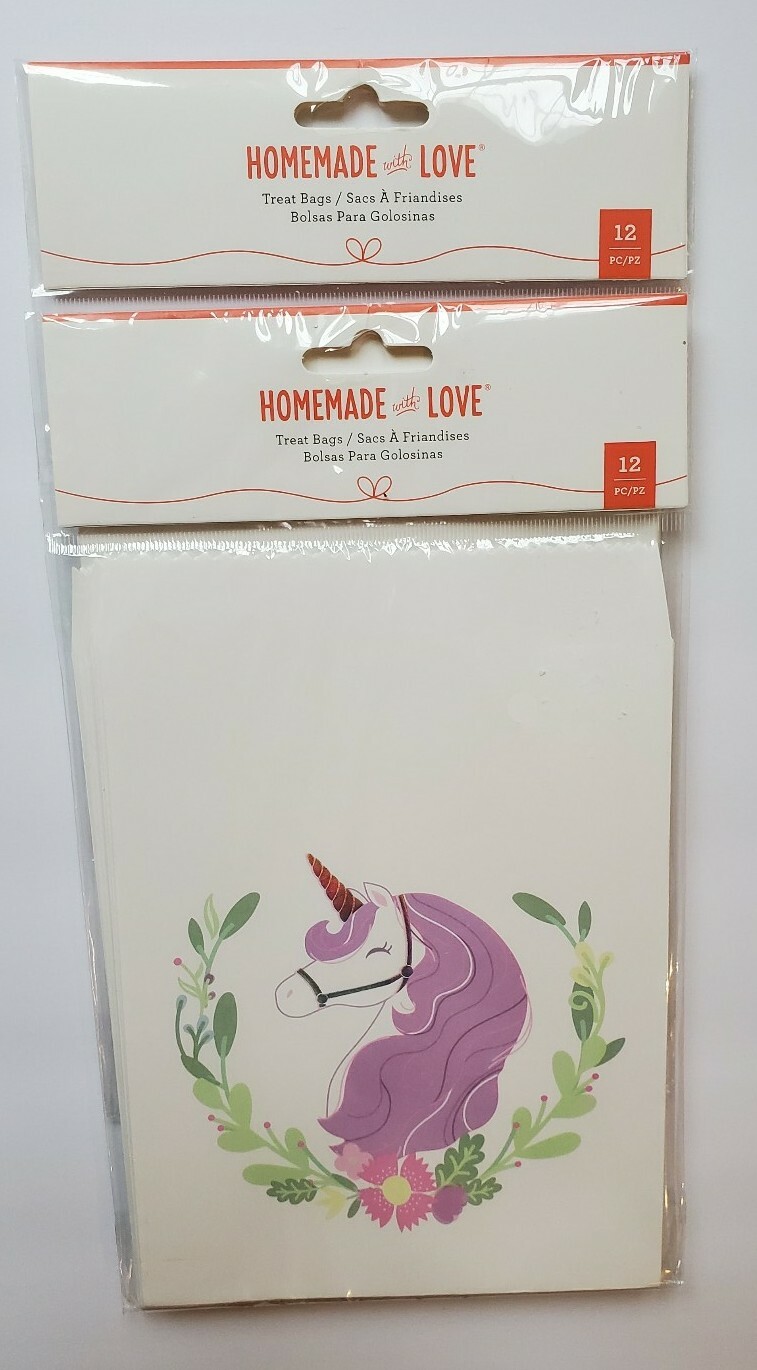 HOMEMADE with LOVE®
Treat Bags / Sacs À Friandises
Bolsas Para Golosinas
12
PC/PZ
HOMEMADE with LOVE®
Treat Bags / Sacs À Friandises
Bolsas Para Golosinas
12
PC/PZ